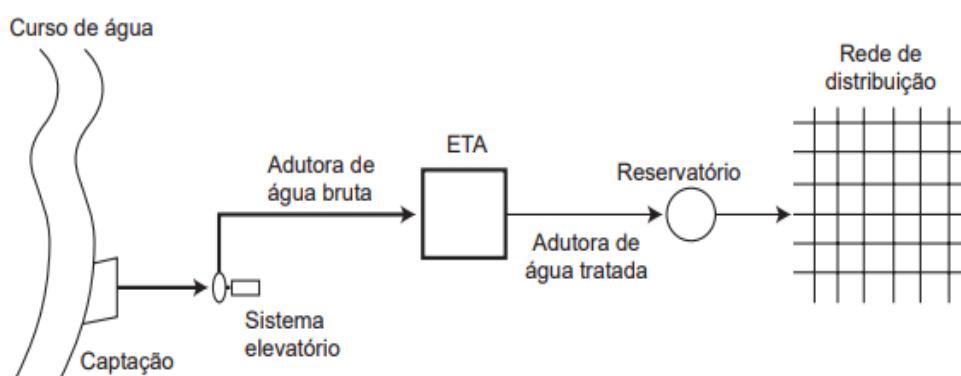 Curso de água
Rede de
distribuição
ETA
Adutora de
água bruta
Reservatório
Adutora de
água tratada
Sistema
elevatório
Captação